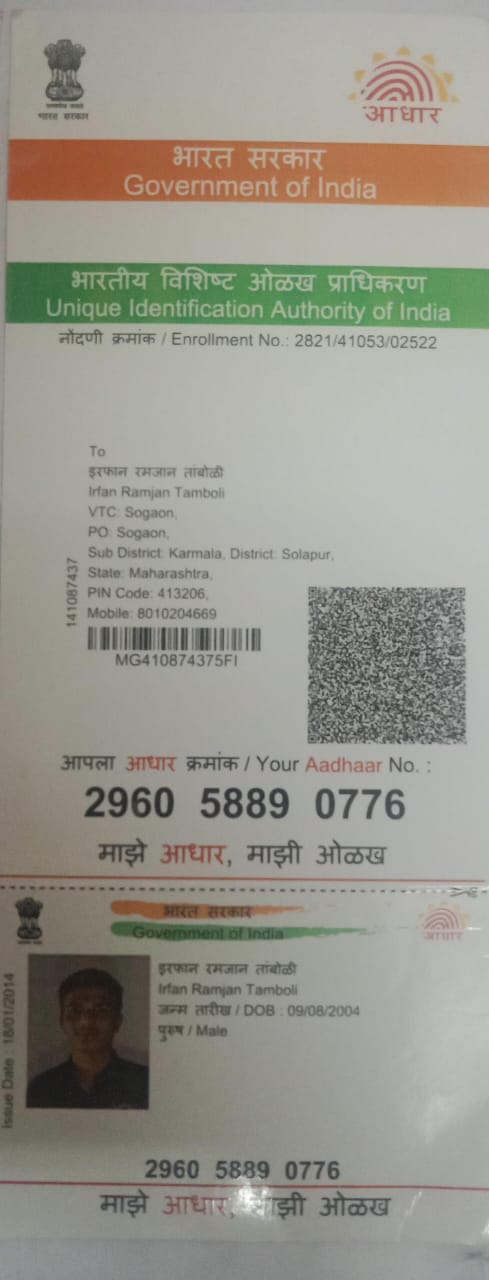 भारत सरकार
आधार
भारत सरकार
Government of India
भारतीय विशिष्ट ओळख प्राधिकरण
Unique Identification Authority of India
नोंदणी क्रमांक / Enrollment No.: 2821/41053/02522
To
इरफान रमजान तांबोळी
Irfan Ramjan Tamboli
VTC: Sogaon,
PO: Sogaon,
Sub District: Karmala, District: Solapur,
State: Maharashtra,
PIN Code: 413206,
Mobile: 8010204669
141087437
MG410874375FI
आपला आधार क्रमांक / Your Aadhaar No. :
2960 5889 0776
माझे आधार, माझी ओळख
भारत सरकार
Government of India
आधार
इरफान रमजान तांबोळी
Irfan Ramjan Tamboli
जन्म तारीख / DOB : 09/08/2004
पुरुष / Male
Issue Date : 18/01/2014
2960 5889 0776
माझे आधार, माझी ओळख